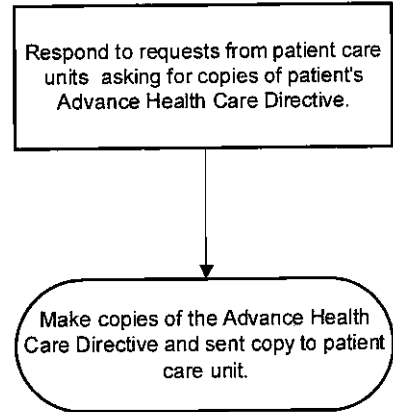 Respond to requests from patient care
units asking for copies of patient's
Advance Health Care Directive.
Make copies of the Advance Health
Care Directive and sent copy to patient
care unit.